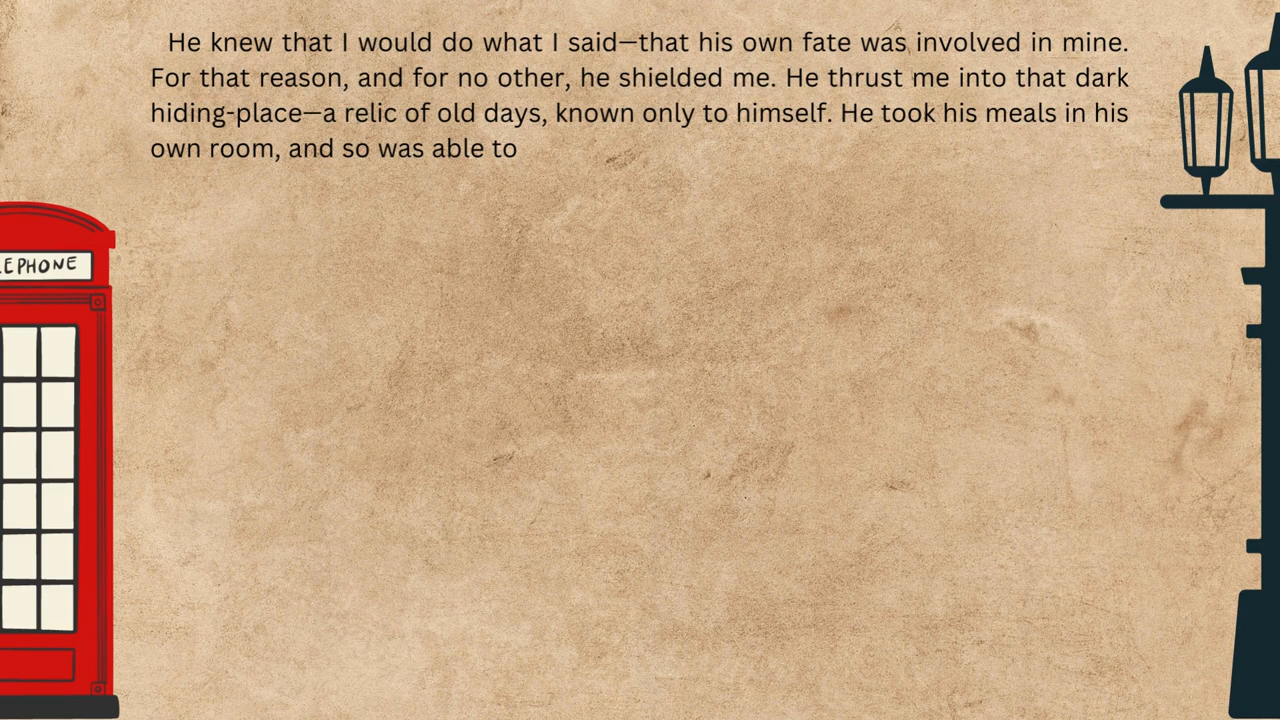 He knew that I would do what I said—that his own fate was involved in mine.
For that reason, and for no other, he shielded me. He thrust me into that dark
hiding-place—a relic of old days, known only to himself. He took his meals in his
own room, and so was able to
LEPHONE